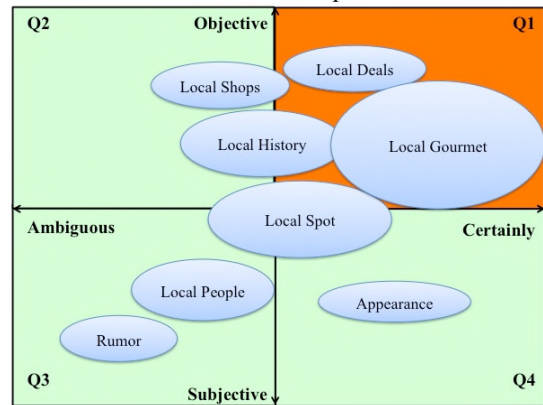 Q2
Objective
Q1
Local Deals
Local Shops
Local History
Local Gourmet
Local Spot
Ambiguous
Certainly
Local People
Appearance
Rumor
Q3
Subjective
Q4